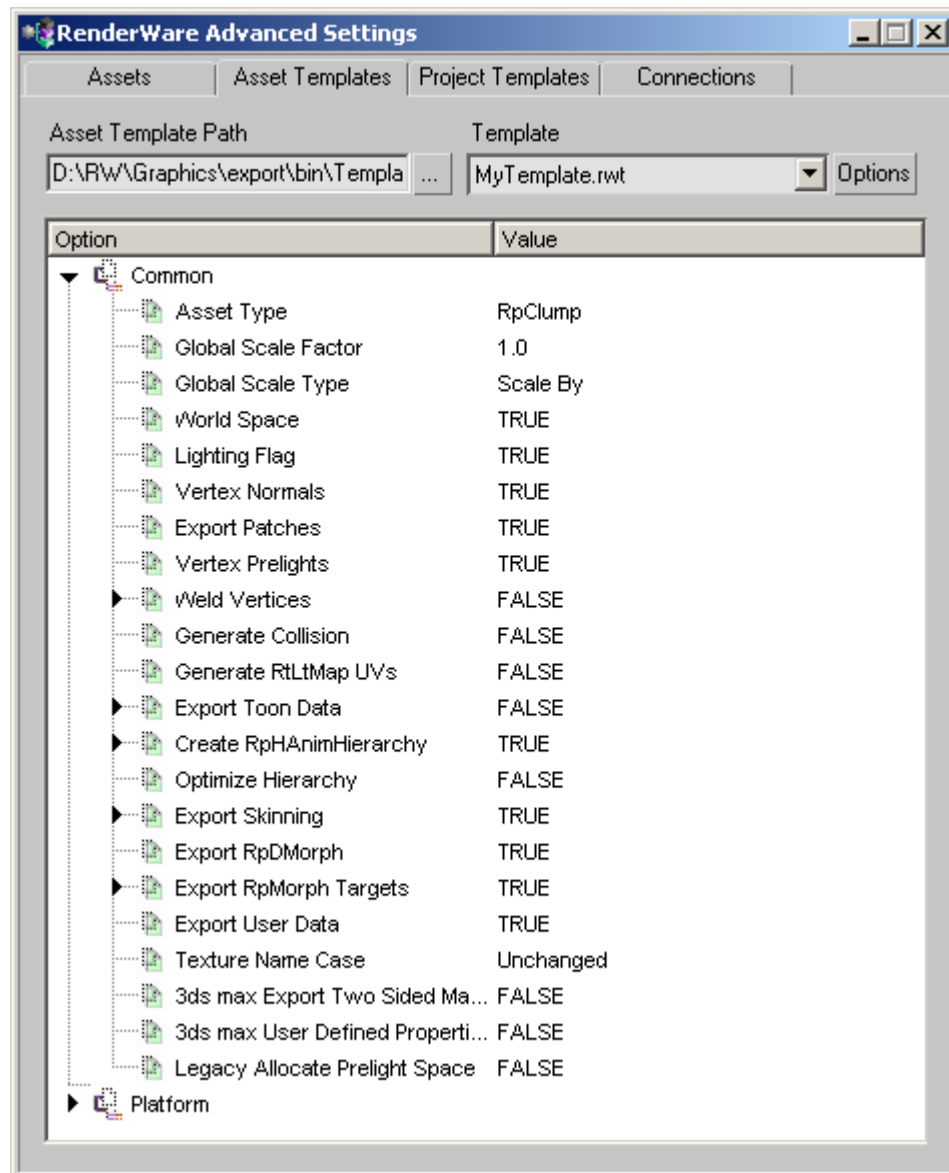 RenderWare Advanced Settings
Assets Asset Templates Project Templates Connections
Asset Template Path Template
D:\RW\Graphics\export\bin\Templa ... MyTemplate.rwt Options
Option Value
Common
Asset Type RpClump
Global Scale Factor 1.0
Global Scale Type Scale By
World Space TRUE
Lighting Flag TRUE
Vertex Normals TRUE
Export Patches TRUE
Vertex Prelights TRUE
Weld Vertices FALSE
Generate Collision FALSE
Generate RtLtMap UVs FALSE
Export Toon Data FALSE
Create RpHAnimHierarchy TRUE
Optimize Hierarchy FALSE
Export Skinning TRUE
Export RpDMorph TRUE
Export RpMorph Targets TRUE
Export User Data TRUE
Texture Name Case Unchanged
3ds max Export Two Sided Ma... FALSE
3ds max User Defined Properti... FALSE
Legacy Allocate Prelight Space FALSE
Platform